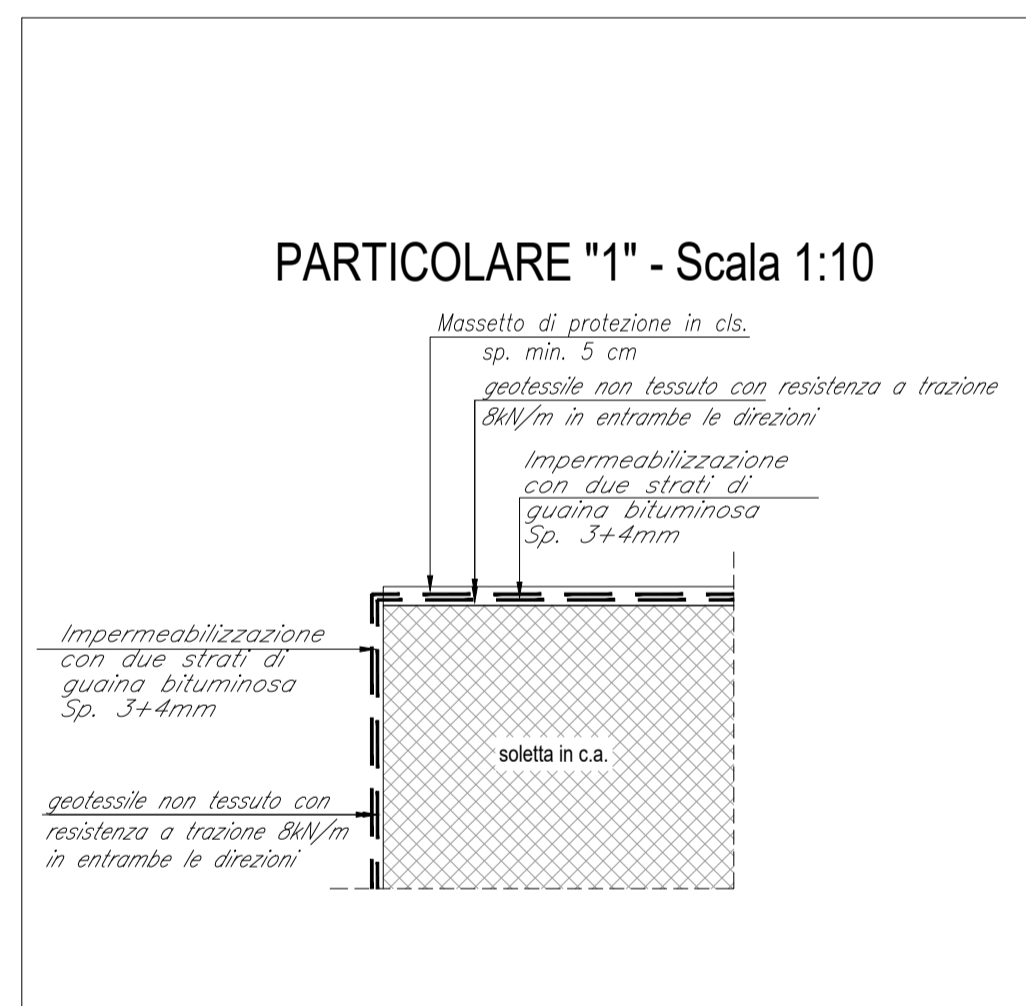 PARTICOLARE "1" - Scala 1:10
Massetto di protezione in cls.
sp. min. 5 cm
geotessile non tessuto con resistenza a trazione
8kN/m in entrambe le direzioni
Impermeabilizzazione
con due strati di
guaina bituminosa
Sp. 3+4mm
Impermeabilizzazione
con due strati di
guaina bituminosa
Sp. 3+4mm
soletta in c.a.
geotessile non tessuto con
resistenza a trazione 8kN/m
in entrambe le direzioni